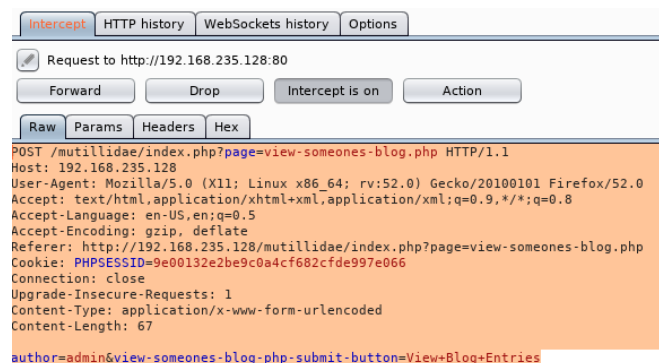 Intercept HTTP history WebSockets history Options
Request to http://192.168.235.128:80
Forward Drop Intercept is on Action
Raw Params Headers Hex
POST /mutillidae/index.php?page=view-someones-blog.php HTTP/1.1
Host: 192.168.235.128
User-Agent: Mozilla/5.0 (X11; Linux x86_64; rv:52.0) Gecko/20100101 Firefox/52.0
Accept: text/html,application/xhtml+xml,application/xml;q=0.9,*/*;q=0.8
Accept-Language: en-US,en;q=0.5
Accept-Encoding: gzip, deflate
Referer: http://192.168.235.128/mutillidae/index.php?page=view-someones-blog.php
Cookie: PHPSESSID=9e00132e2be9c0a4cf682cfde997e066
Connection: close
Upgrade-Insecure-Requests: 1
Content-Type: application/x-www-form-urlencoded
Content-Length: 67
author=admin&view-someones-blog-php-submit-button=View+Blog+Entries